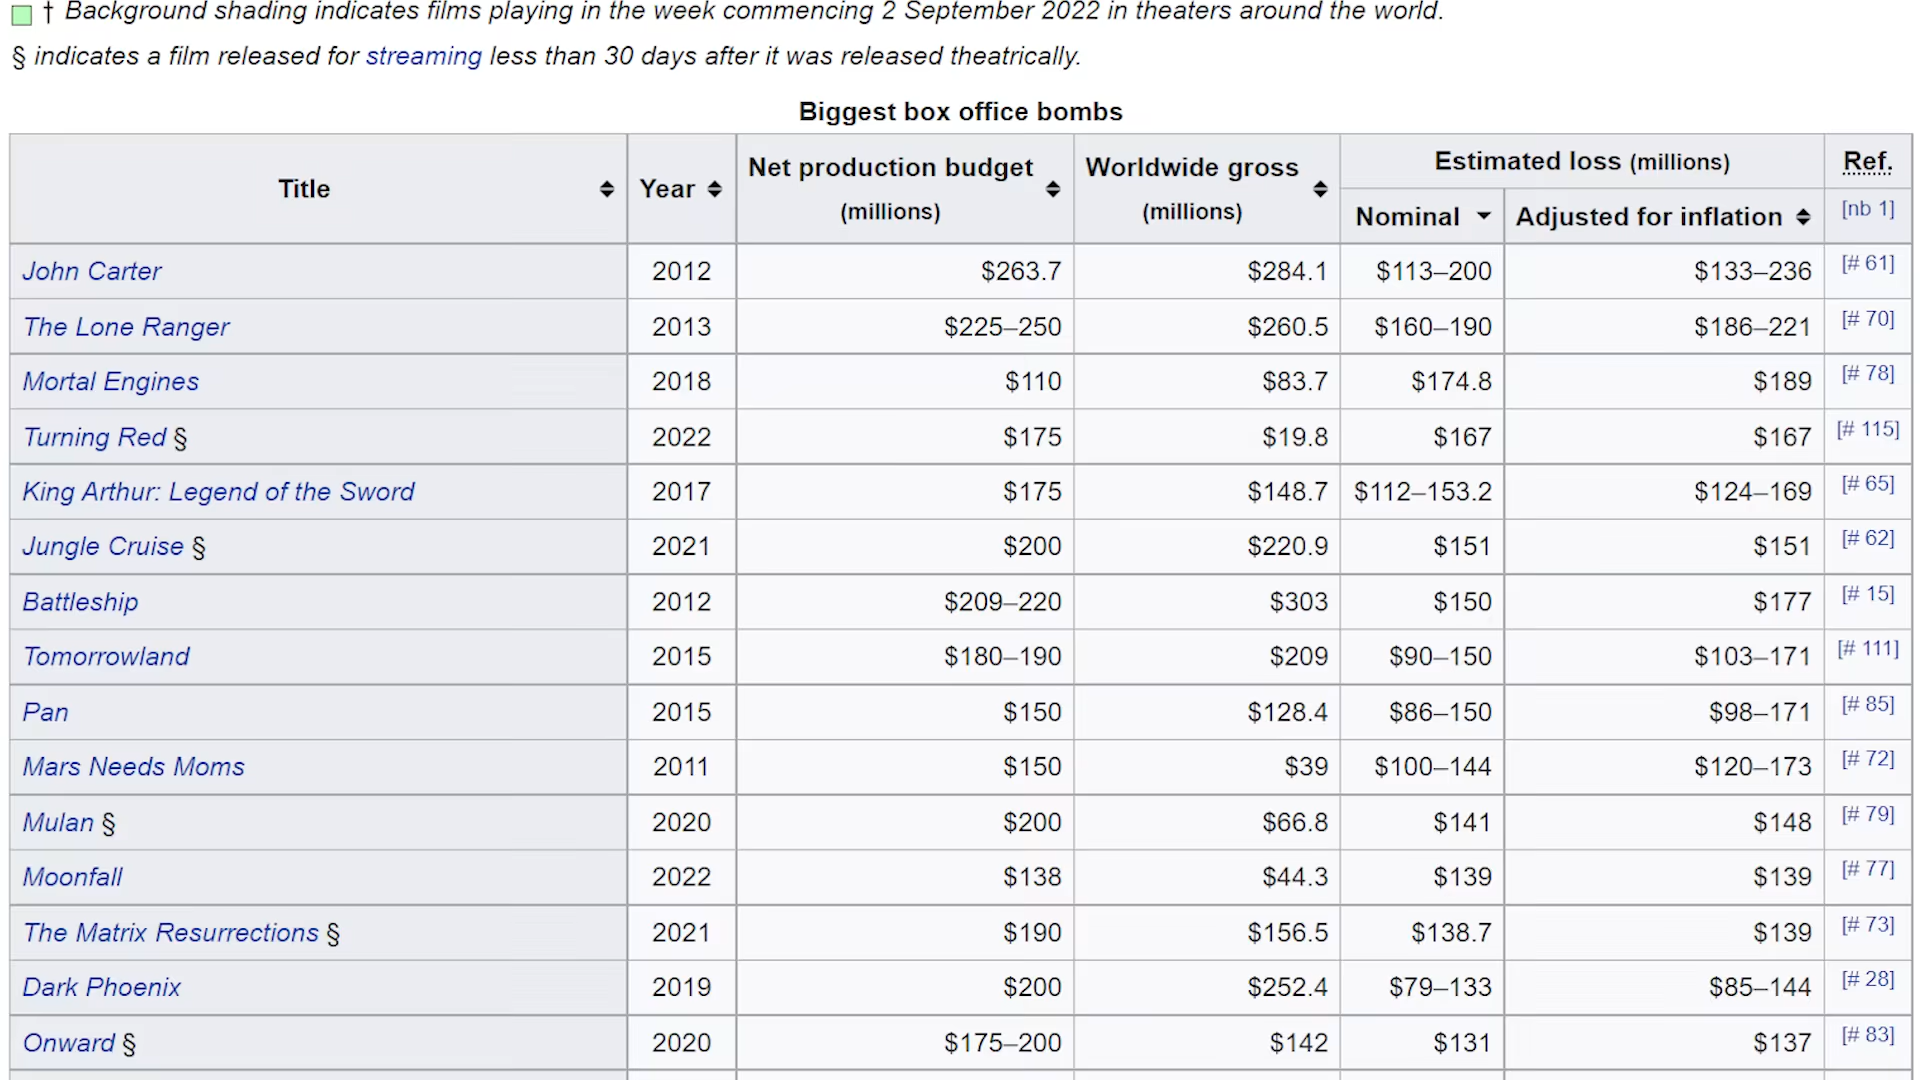 † Background shading indicates films playing in the week commencing 2 September 2022 in theaters around the world.
§ indicates a film released for streaming less than 30 days after it was released theatrically.
Biggest box office bombs
Title Year Net production budget (millions) Worldwide gross (millions) Estimated loss (millions) Ref. [nb 1]
Nominal Adjusted for inflation
John Carter 2012 $263.7 $284.1 $113–200 $133–236 [# 61]
The Lone Ranger 2013 $225–250 $260.5 $160–190 $186–221 [# 70]
Mortal Engines 2018 $110 $83.7 $174.8 $189 [# 78]
Turning Red § 2022 $175 $19.8 $167 $167 [# 115]
King Arthur: Legend of the Sword 2017 $175 $148.7 $112–153.2 $124–169 [# 65]
Jungle Cruise § 2021 $200 $220.9 $151 $151 [# 62]
Battleship 2012 $209–220 $303 $150 $177 [# 15]
Tomorrowland 2015 $180–190 $209 $90–150 $103–171 [# 111]
Pan 2015 $150 $128.4 $86–150 $98–171 [# 85]
Mars Needs Moms 2011 $150 $39 $100–144 $120–173 [# 72]
Mulan § 2020 $200 $66.8 $141 $148 [# 79]
Moonfall 2022 $138 $44.3 $139 $139 [# 77]
The Matrix Resurrections § 2021 $190 $156.5 $138.7 $139 [# 73]
Dark Phoenix 2019 $200 $252.4 $79–133 $85–144 [# 28]
Onward § 2020 $175–200 $142 $131 $137 [# 83]